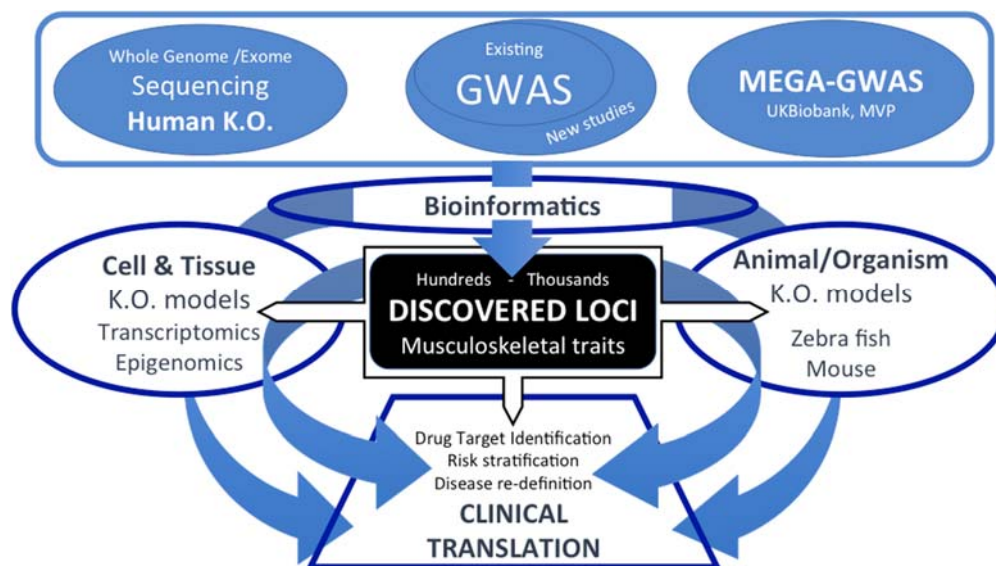 Whole Genome /Exome
Sequencing
Human K.O.
Existing
GWAS
New studies
MEGA-GWAS
UKBiobank, MVP
Bioinformatics
Cell & Tissue
K.O. models
Transcriptomics
Epigenomics
Hundreds - Thousands
DISCOVERED LOCI
Musculoskeletal traits
Animal/Organism
K.O. models
Zebra fish
Mouse
Drug Target Identification
Risk stratification
Disease re-definition
CLINICAL
TRANSLATION